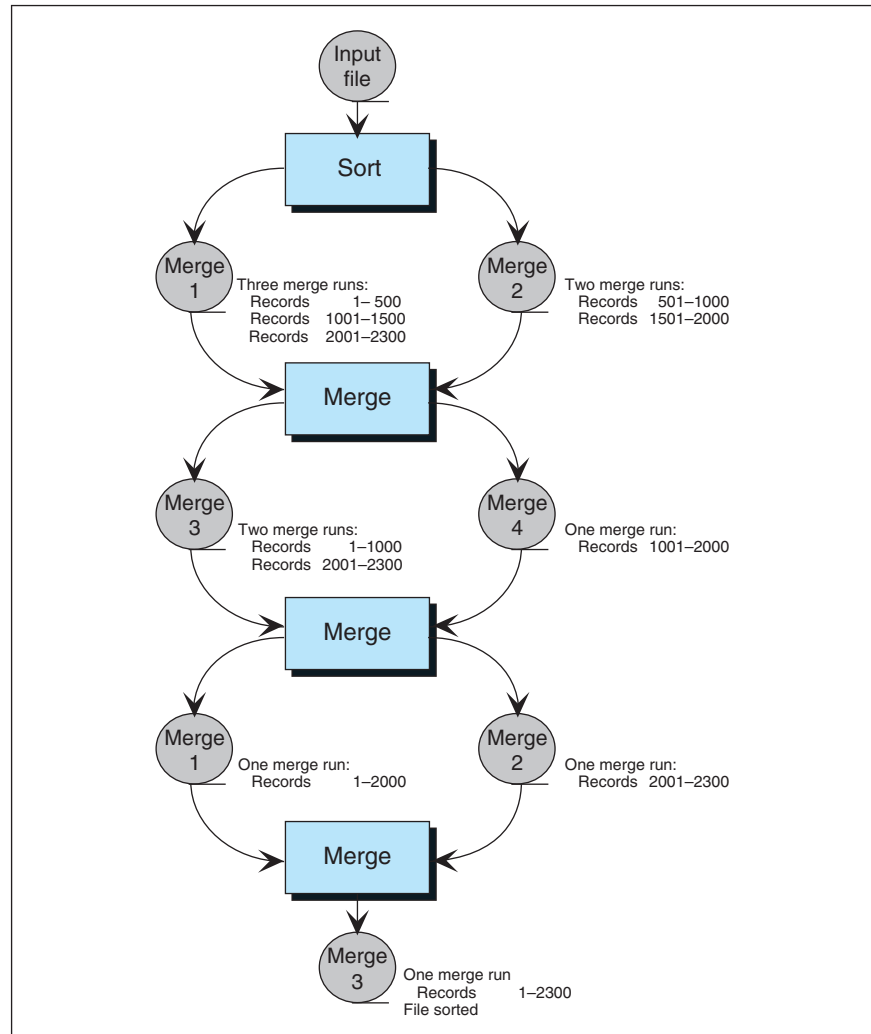 Input
file
Sort
Merge
1
Three merge runs:
Records 1– 500
Records 1001–1500
Records 2001–2300
Merge
2
Two merge runs:
Records 501–1000
Records 1501–2000
Merge
Merge
3
Two merge runs:
Records 1–1000
Records 2001–2300
Merge
4
One merge run:
Records 1001–2000
Merge
Merge
1
One merge run:
Records 1–2000
Merge
2
One merge run:
Records 2001–2300
Merge
Merge
3
One merge run
Records 1–2300
File sorted